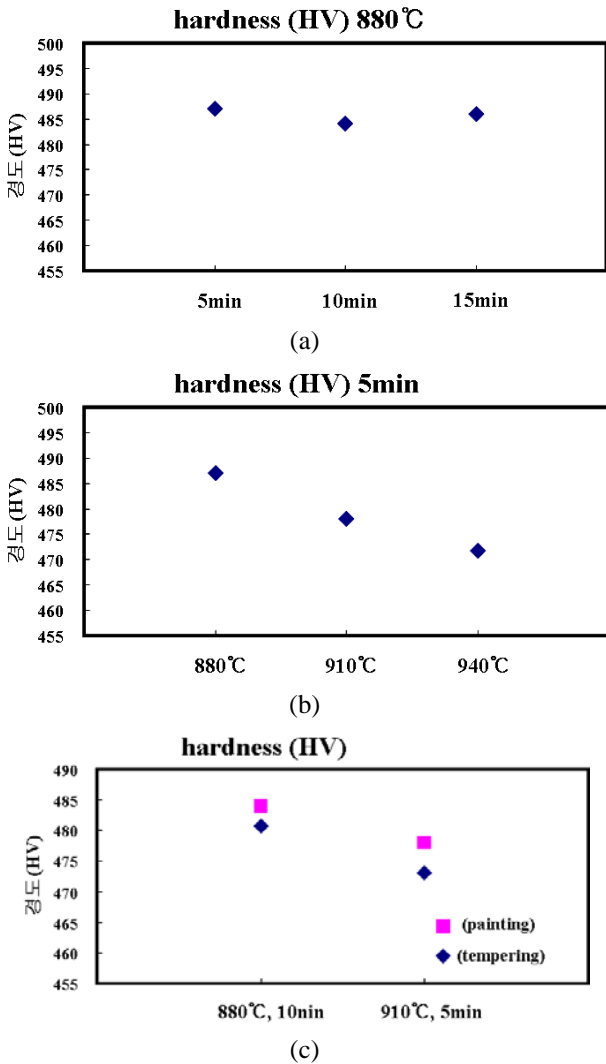 hardness (HV) 880℃
500
495
490
485
480
475
470
465
460
455
경도(HV)
5min 10min 15min
(a)
hardness (HV) 5min
500
495
490
485
480
475
470
465
460
455
경도(HV)
880℃ 910℃ 940℃
(b)
hardness (HV)
490
485
480
475
470
465
460
455
경도(HV)
(painting)
(tempering)
880℃, 10nin 910℃, 5min
(c)